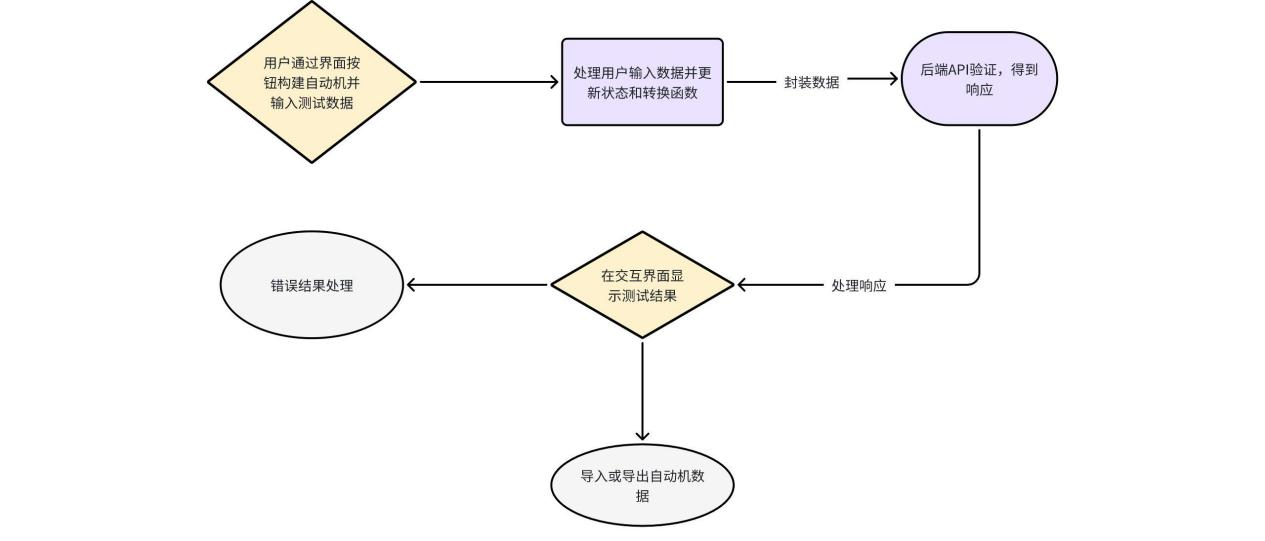 用户通过界面按
钮构建自动机并
输入测试数据
处理用户输入数据并更
新状态和转换函数
封装数据
后端API验证，得到
响应
错误结果处理
在交互界面显
示测试结果
处理响应
导入或导出自动机数
据